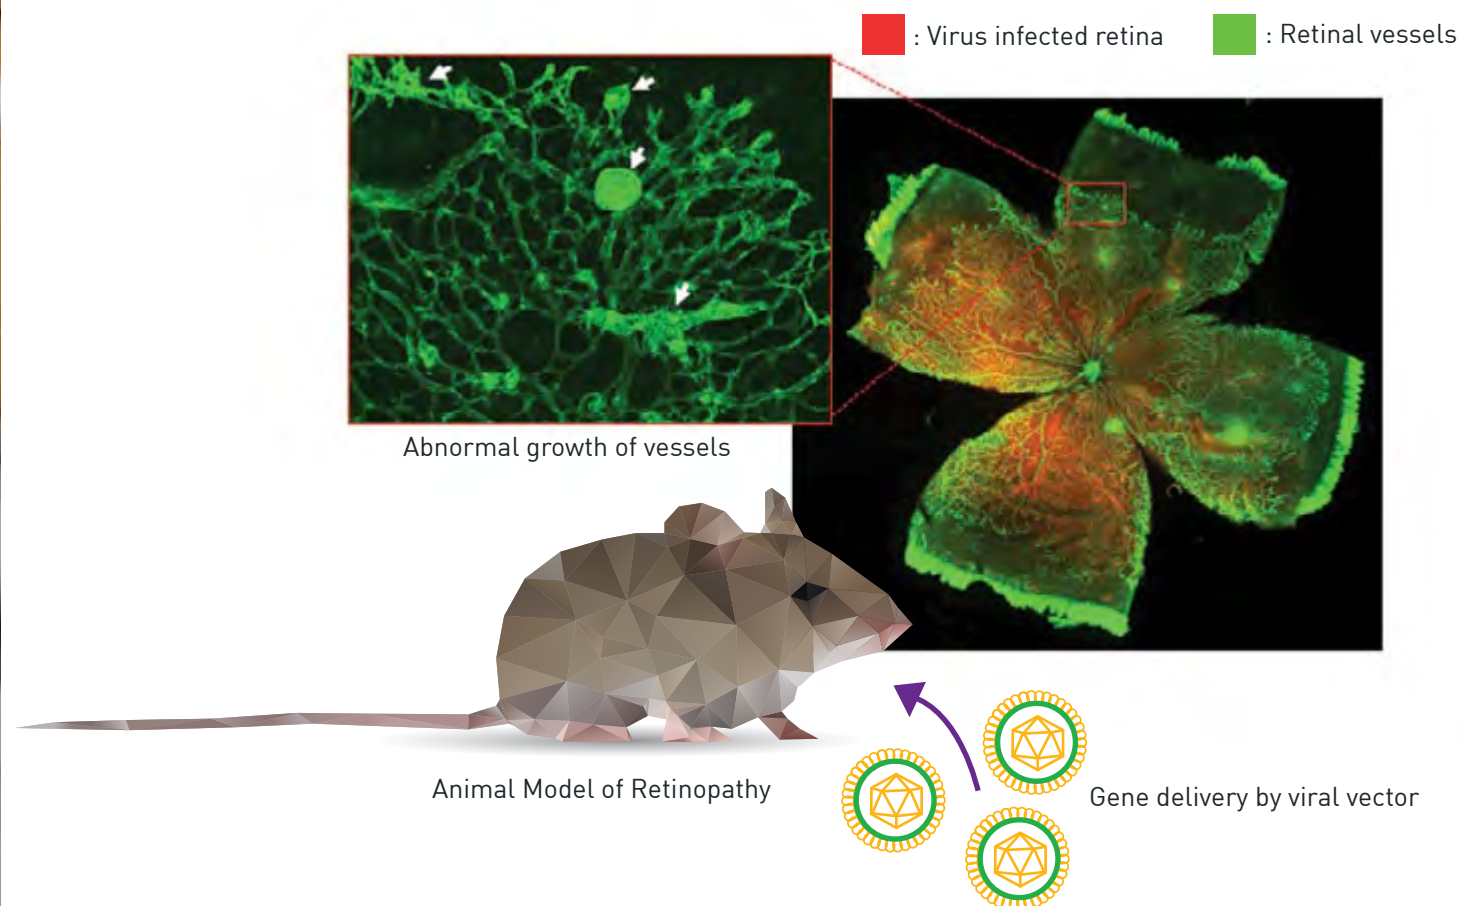 : Virus infected retina
: Retinal vessels
Abnormal growth of vessels
Animal Model of Retinopathy
Gene delivery by viral vector